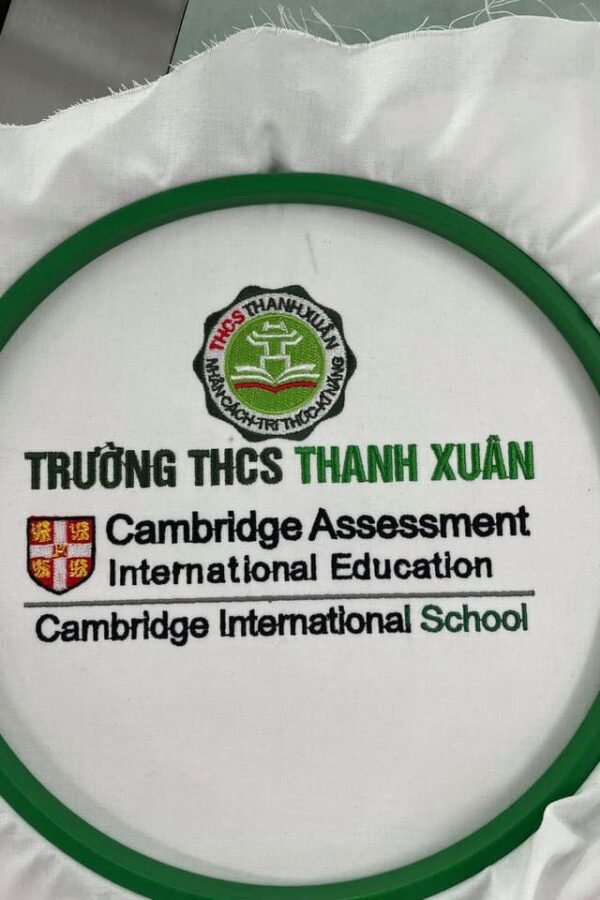 THCS THANH XUÂN
NHÂN CÁCH-TRI THỨC-KĨ NĂNG
TRƯỜNG THCS THANH XUÂN
Cambridge Assessment
International Education
Cambridge International School